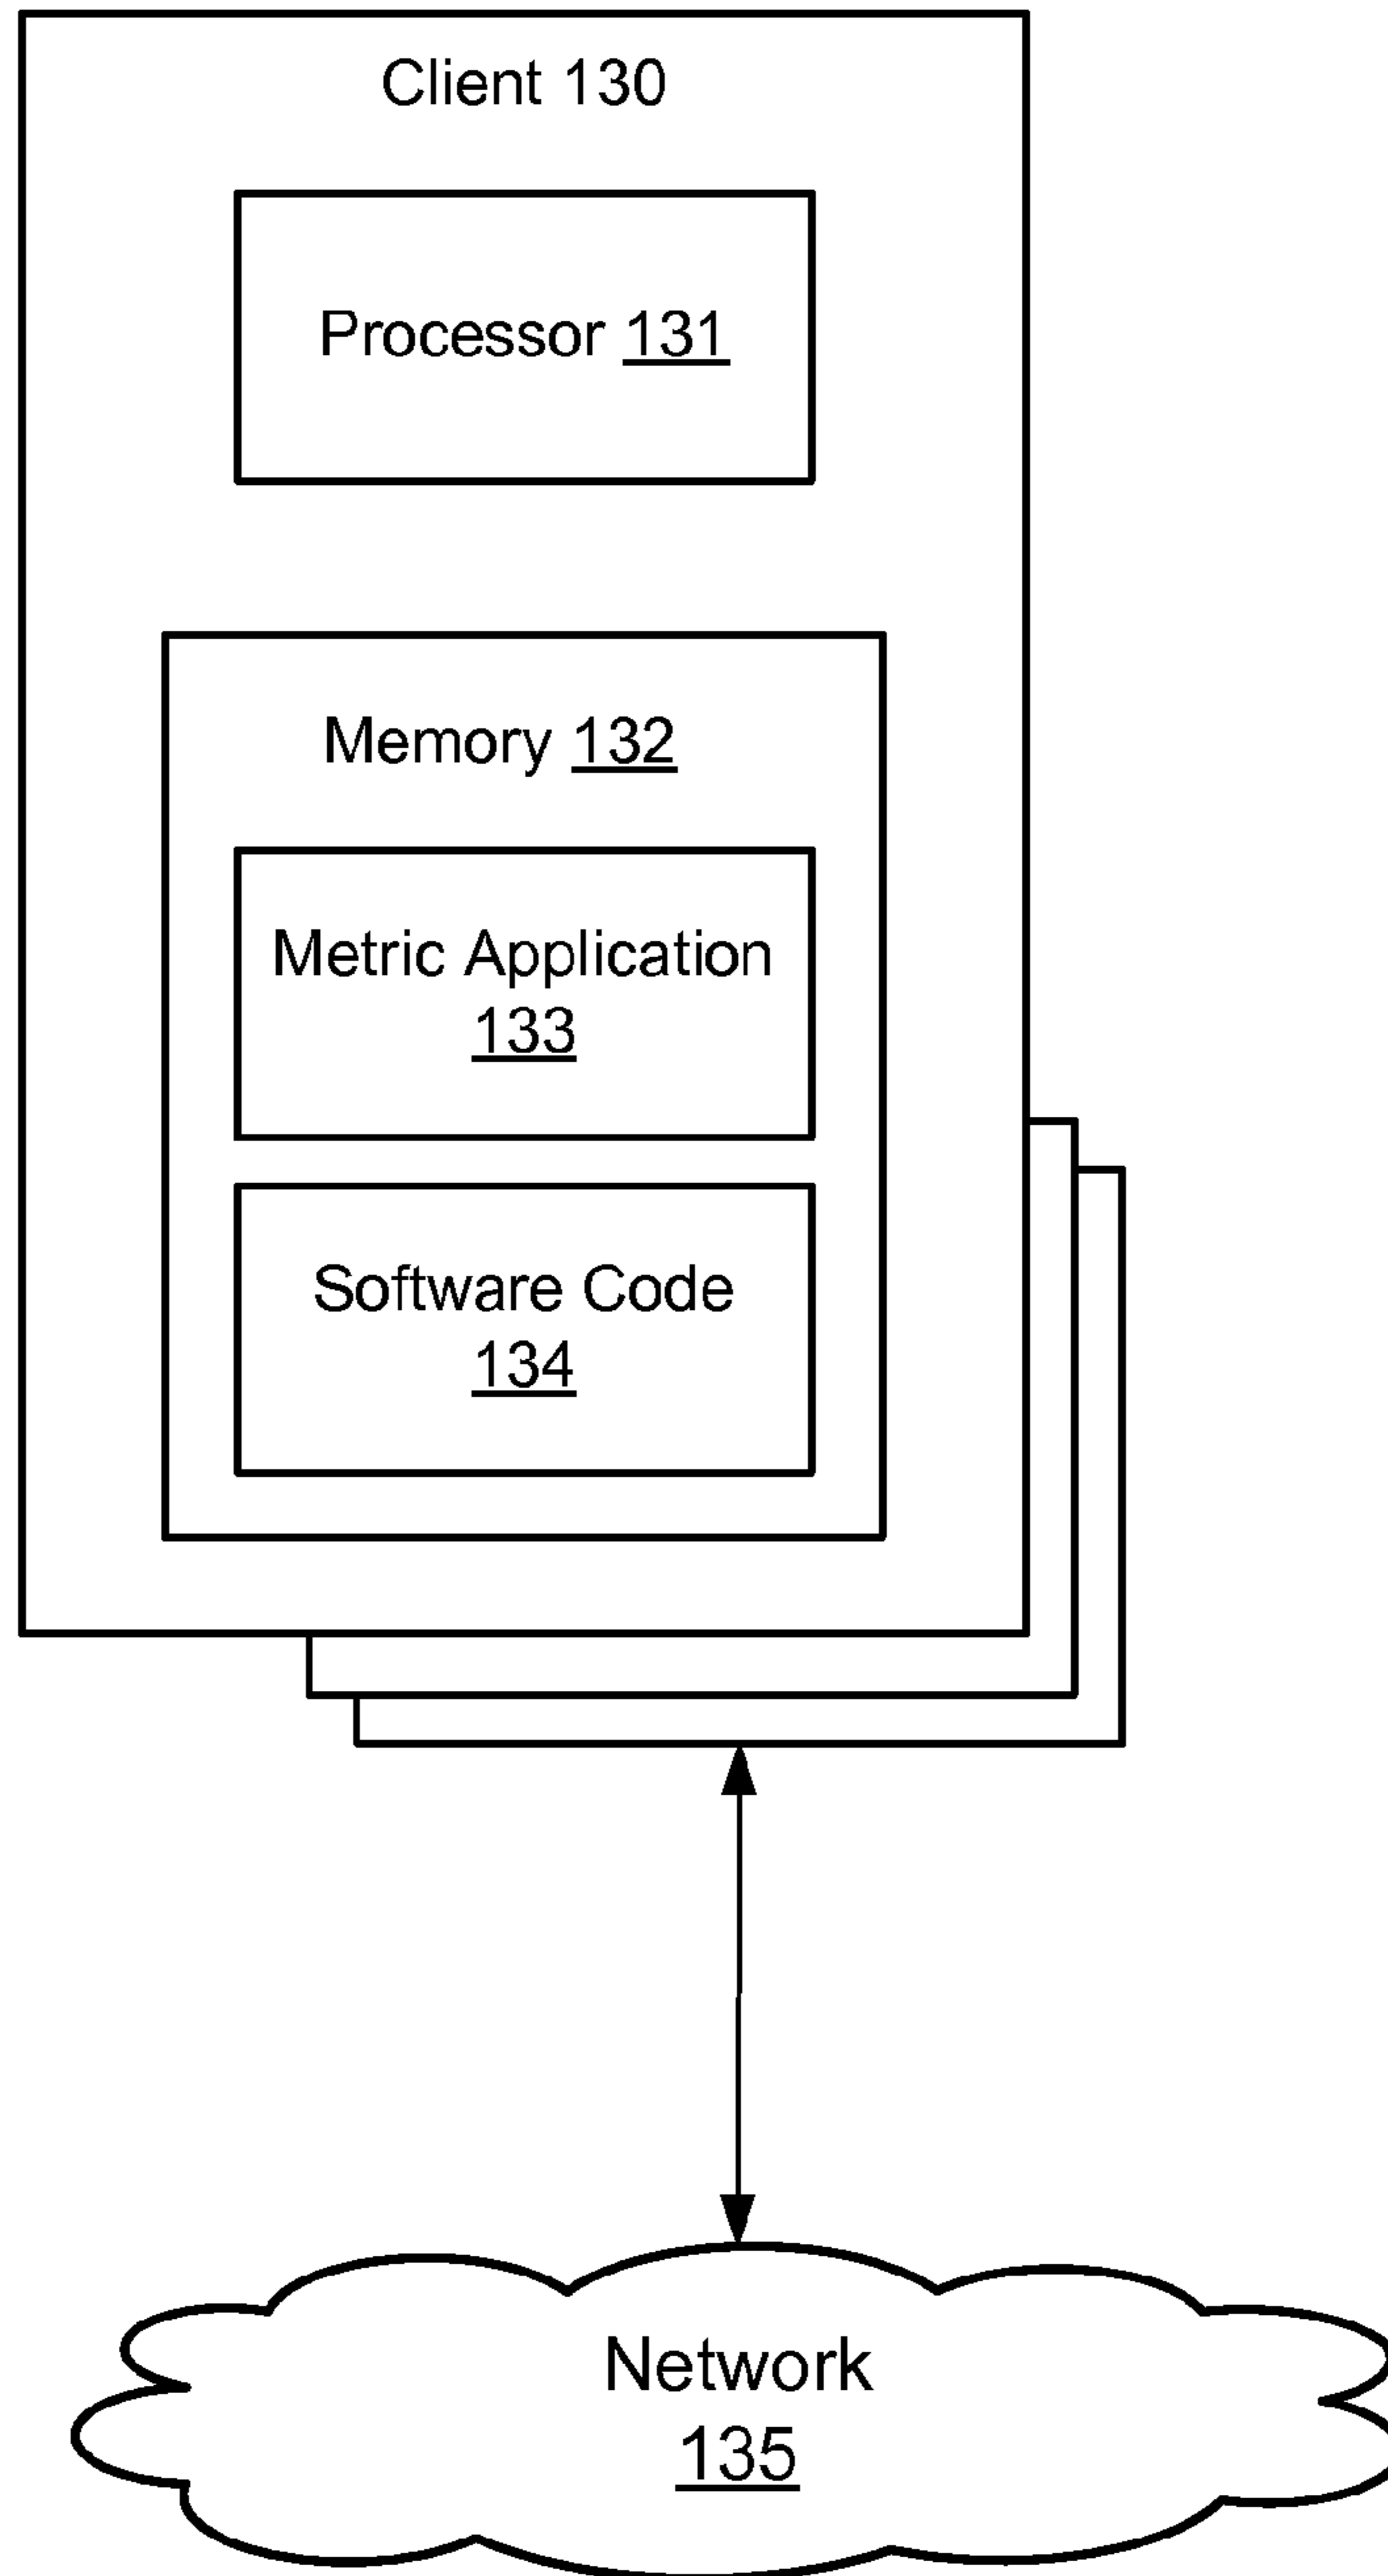 Client 130
Processor 131
Memory 132
Metric Application
133
Software Code
134
Network
135